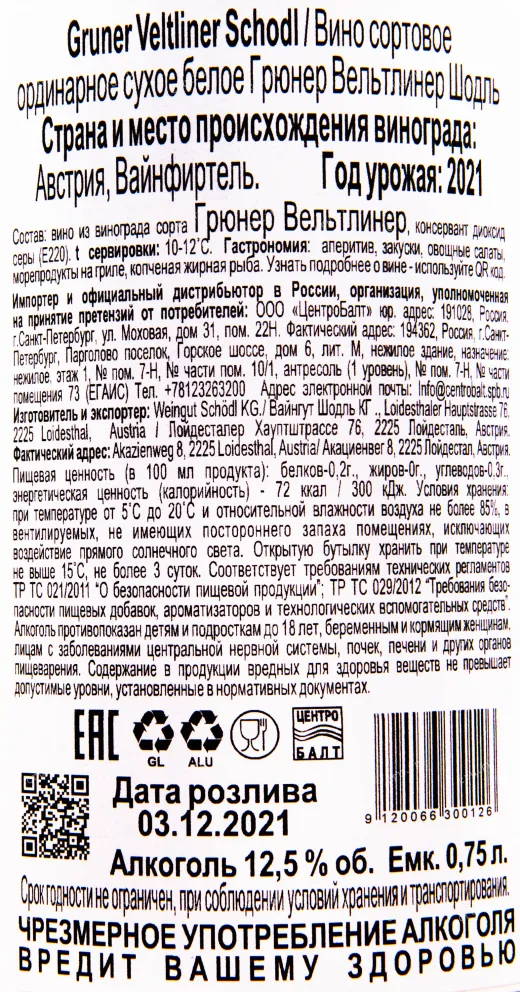 Gruner Veltliner Schodl / Вино сортовое
ординарное сухое белое Грюнер Вельтлинер Шодль
Страна и место происхождения винограда:
Австрия, Вайнфиртель. Год урожая: 2021
Состав: вино из винограда сорта Грюнер Вельтлинер, консервант диоксид
серы (Е220). t сервировки: 10-12°С. Гастрономия: аперитив, закуски, овощные салаты,
морепродукты на гриле, копченая жирная рыба. Узнать подробнее о вине - используйте QR код.
Импортер и официальный дистрибьютор в России, организация, уполномоченная
на принятие претензий от потребителей: ООО «ЦентроБалт» юр. адрес: 191028, Россия,
г.Санкт-Петербург, ул. Моховая, дом 31, пом. 22Н. Фактический адрес: 194362, Россия, г.Санкт-
Петербург, Парголово поселок, Горское шоссе, дом 6, лит. М, нежилое здание, назначение:
нежилое, этаж 1, № пом. 7-Н, № части пом. 10/1, антресоль (1 уровень), № пом. 7-Н, № части
помещения 73 (ЕГАИС) Тел. +78123263200 Адрес электронной почты: Info@centrobalt.spb.ru
Изготовитель и экспортер: Weingut Schödl KG./ Вайнгут Шодль КГ , Loidesthaler Hauptstrasse 76,
2225 Loidesthal, Austria / Лойдесталер Хауптштрассе 76, 2225 Лойдесталь, Австрия.
Фактический адрес: Akazienweg 8, 2225 Loidesthal, Austria/ Акациенвег 8, 2225 Лойдестал, Австрия.
Пищевая ценность (в 100 мл продукта): белков-0,2г., жиров-0г., углеводов-0.3г.,
энергетическая ценность (калорийность) - 72 ккал / 300 кДж. Условия хранения:
при температуре от 5°С до 20°С и относительной влажности воздуха не более 85%, в
вентилируемых, не имеющих постороннего запаха помещениях, исключающих
воздействие прямого солнечного света. Открытую бутылку хранить при температуре
не выше 15°С, не более 3 суток. Соответствует требованиям технических регламентов
ТР ТС 021/2011 "О безопасности пищевой продукции"; ТР ТС 029/2012 "Требования безо-
пасности пищевых добавок, ароматизаторов и технологических вспомогательных средств".
Алкоголь противопоказан детям и подросткам до 18 лет, беременным и кормящим женщинам,
лицам с заболеваниями центральной нервной системы, почек, печени и других органов
пищеварения. Содержание в продукции вредных для здоровья веществ не превышает
допустимые уровни, установленные в нормативных документах.
ЕАС GL ALU ЦЕНТРО
БАЛТ
Дата розлива
03.12.2021
9 120066 300126
Алкоголь 12,5 % об. Емк. 0,75 л.
Срок годности не ограничен, при соблюдении условий хранения и транспортирования.
ЧРЕЗМЕРНОЕ УПОТРЕБЛЕНИЕ АЛКОГОЛЯ
ВРЕДИТ ВАШЕМУ ЗДОРОВЬЮ